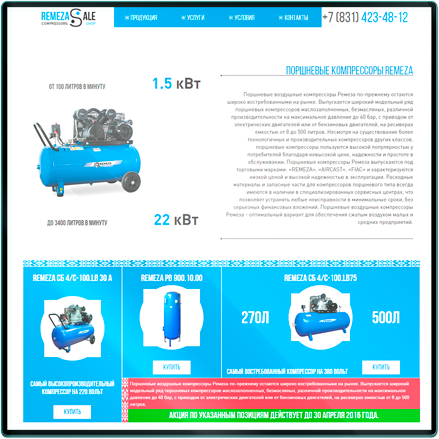 REMEZA SALE
COMPRESSORS SHOP
ПРОДУКЦИЯ УСЛУГИ УСЛОВИЯ КОНТАКТЫ +7 (831) 423-48-12
ОТ 100 ЛИТРОВ В МИНУТУ
1.5 кВт
ДО 3400 ЛИТРОВ В МИНУТУ
22 кВт
ПОРШНЕВЫЕ КОМПРЕССОРЫ REMEZA
Поршневые воздушные компрессоры Ремеза по-прежнему остаются
широко востребованными на рынке. Выпускается широкий модельный ряд
поршневых компрессоров маслозаполненных, безмасляных, различной
производительности на максимальное давление до 40 бар, с приводом от
электрических двигателей или от бензиновых двигателей, на ресиверах
емкостью от 6 до 500 литров. Несмотря на существование более
технологичных и производительных компрессоров других классов,
поршневые компрессоры пользуются высокой популярностью у
потребителей благодаря невысокой цене, надежности и простоте в
обслуживании. Поршневые компрессоры Ремеза выпускаются под
торговыми марками: «REMEZA», «AIRCAST», «FIAC» и характеризуются
низкой ценой и высокой надежностью в эксплуатации. Расходные
материалы и запасные части для компрессоров поршневого типа всегда
имеются в наличии в специализированных сервисных центрах, что
позволяет устранять любые неисправности в минимальные сроки, без
серьезных финансовых вложений. Поршневые воздушные компрессоры
Ремеза - оптимальный вариант для обеспечения сжатым воздухом малых и
средних предприятий.
REMEZA СБ 4/С-100.LB 30 А
САМЫЙ ВЫСОКОПРОИЗВОДИТЕЛЬНЫЙ
КОМПРЕССОР НА 220 ВОЛЬТ
КУПИТЬ
REMEZA РВ 900.10.00
КУПИТЬ
REMEZA СБ 4/С-100.LB75
270Л
500Л
САМЫЙ ВОСТРЕБОВАННЫЙ КОМПРЕССОР НА 380 ВОЛЬТ
КУПИТЬ
Поршневые воздушные компрессоры Ремеза по-прежнему остаются широко востребованными на рынке. Выпускается широкий
модельный ряд поршневых компрессоров маслозаполненных, безмасляных, различной производительности на максимальное
давление до 40 бар, с приводом от электрических двигателей или от бензиновых двигателей, на ресиверах емкостью от 6 до 500
литров.
АКЦИЯ ПО УКАЗАННЫМ ПОЗИЦИЯМ ДЕЙСТВУЕТ ДО 30 АПРЕЛЯ 2016 ГОДА.